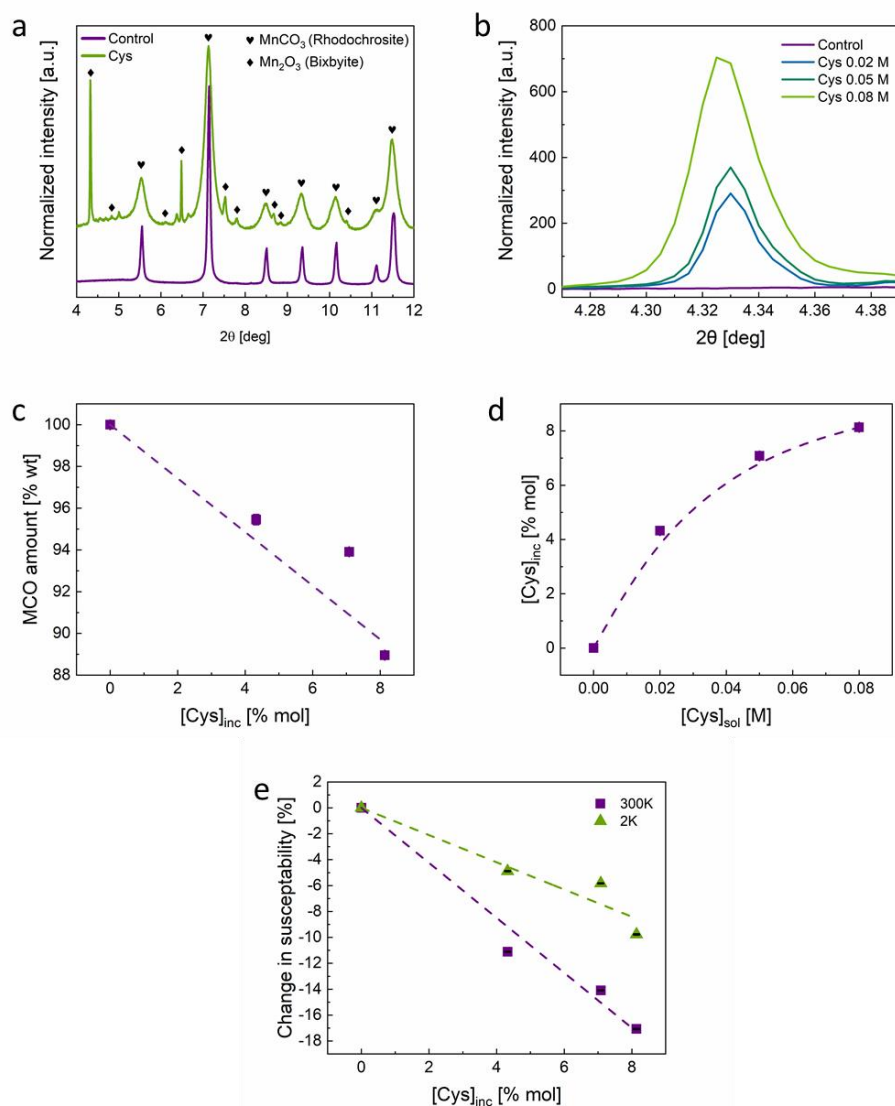 a
Control
Cys
♥ MnCO3 (Rhodochrosite)
♦ Mn2O3 (Bixbyite)
Normalized intensity [a.u.]
4 5 6 7 8 9 10 11 12
2θ [deg]
b
Control
Cys 0.02 M
Cys 0.05 M
Cys 0.08 M
Normalized intensity [a.u.]
800
600
400
200
0
4.28 4.30 4.32 4.34 4.36 4.38
2θ [deg]
c
MCO amount [% wt]
100
98
96
94
92
90
88
0 2 4 6 8
[Cys]inc [% mol]
d
[Cys]inc [% mol]
8
6
4
2
0
0.00 0.02 0.04 0.06 0.08
[Cys]sol [M]
e
300K
2K
Change in susceptability [%]
2
0
-2
-4
-6
-8
-10
-12
-14
-16
-18
0 2 4 6 8
[Cys]inc [% mol]